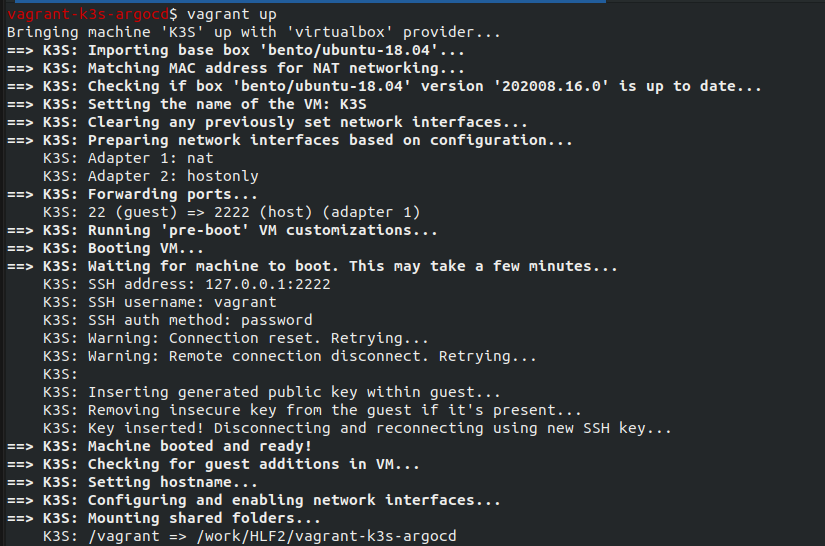 vagrant-k3s-argocd$ vagrant up
Bringing machine 'K3S' up with 'virtualbox' provider...
==> K3S: Importing base box 'bento/ubuntu-18.04'...
==> K3S: Matching MAC address for NAT networking...
==> K3S: Checking if box 'bento/ubuntu-18.04' version '202008.16.0' is up to date...
==> K3S: Setting the name of the VM: K3S
==> K3S: Clearing any previously set network interfaces...
==> K3S: Preparing network interfaces based on configuration...
    K3S: Adapter 1: nat
    K3S: Adapter 2: hostonly
==> K3S: Forwarding ports...
    K3S: 22 (guest) => 2222 (host) (adapter 1)
==> K3S: Running 'pre-boot' VM customizations...
==> K3S: Booting VM...
==> K3S: Waiting for machine to boot. This may take a few minutes...
    K3S: SSH address: 127.0.0.1:2222
    K3S: SSH username: vagrant
    K3S: SSH auth method: password
    K3S: Warning: Connection reset. Retrying...
    K3S: Warning: Remote connection disconnect. Retrying...
    K3S:
    K3S: Inserting generated public key within guest...
    K3S: Removing insecure key from the guest if it's present...
    K3S: Key inserted! Disconnecting and reconnecting using new SSH key...
==> K3S: Machine booted and ready!
==> K3S: Checking for guest additions in VM...
==> K3S: Setting hostname...
==> K3S: Configuring and enabling network interfaces...
==> K3S: Mounting shared folders...
    K3S: /vagrant => /work/HLF2/vagrant-k3s-argocd